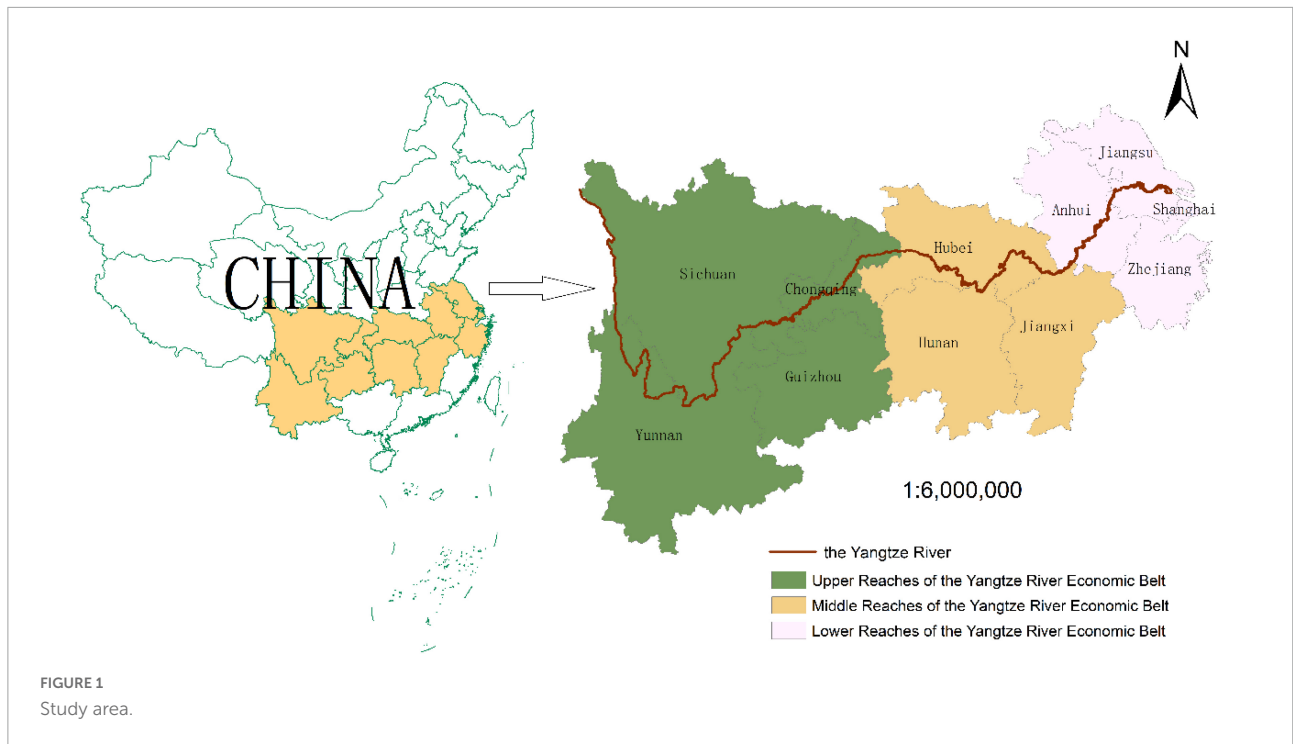 N
Jiangsu
Anhui
Shanghai
Hubei
Zhejiang
Sichuan
CHINA
Chongqing
Jiangxi
Hunan
Guizhou
Yunnan
1:6,000,000
the Yangtze River
Upper Reaches of the Yangtze River Economic Belt
Middle Reaches of the Yangtze River Economic Belt
Lower Reaches of the Yangtze River Economic Belt
FIGURE 1
Study area.